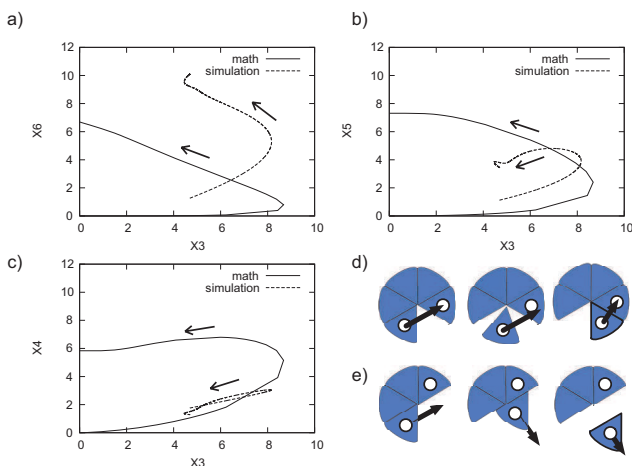 a)
12
10
8
6
4
2
0
X6
math
simulation
0 2 4 6 8 10
X3
b)
12
10
8
6
4
2
0
X5
math
simulation
0 2 4 6 8 10
X3
c)
12
10
8
6
4
2
0
X4
math
simulation
0 2 4 6 8 10
X3
d)
e)